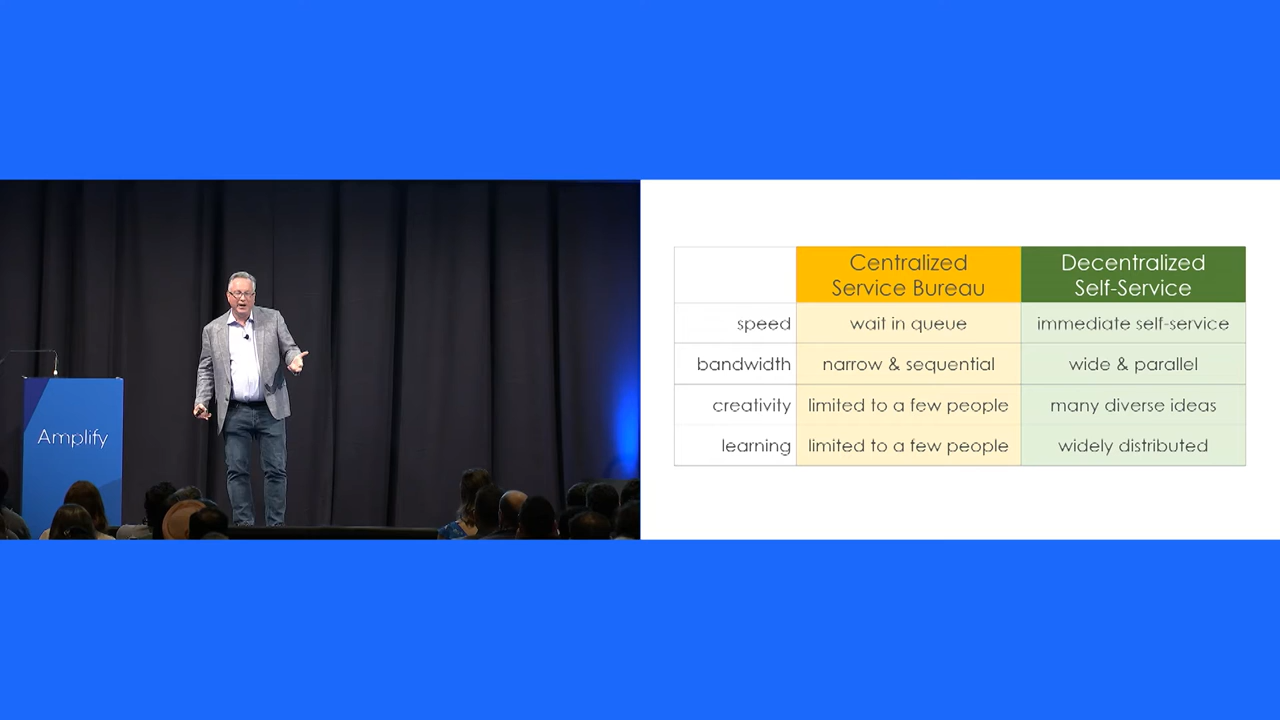 Amplify
Centralized
Service Bureau
Decentralized
Self-Service
speed
wait in queue
immediate self-service
bandwidth
narrow & sequential
wide & parallel
creativity
limited to a few people
many diverse ideas
learning
limited to a few people
widely distributed